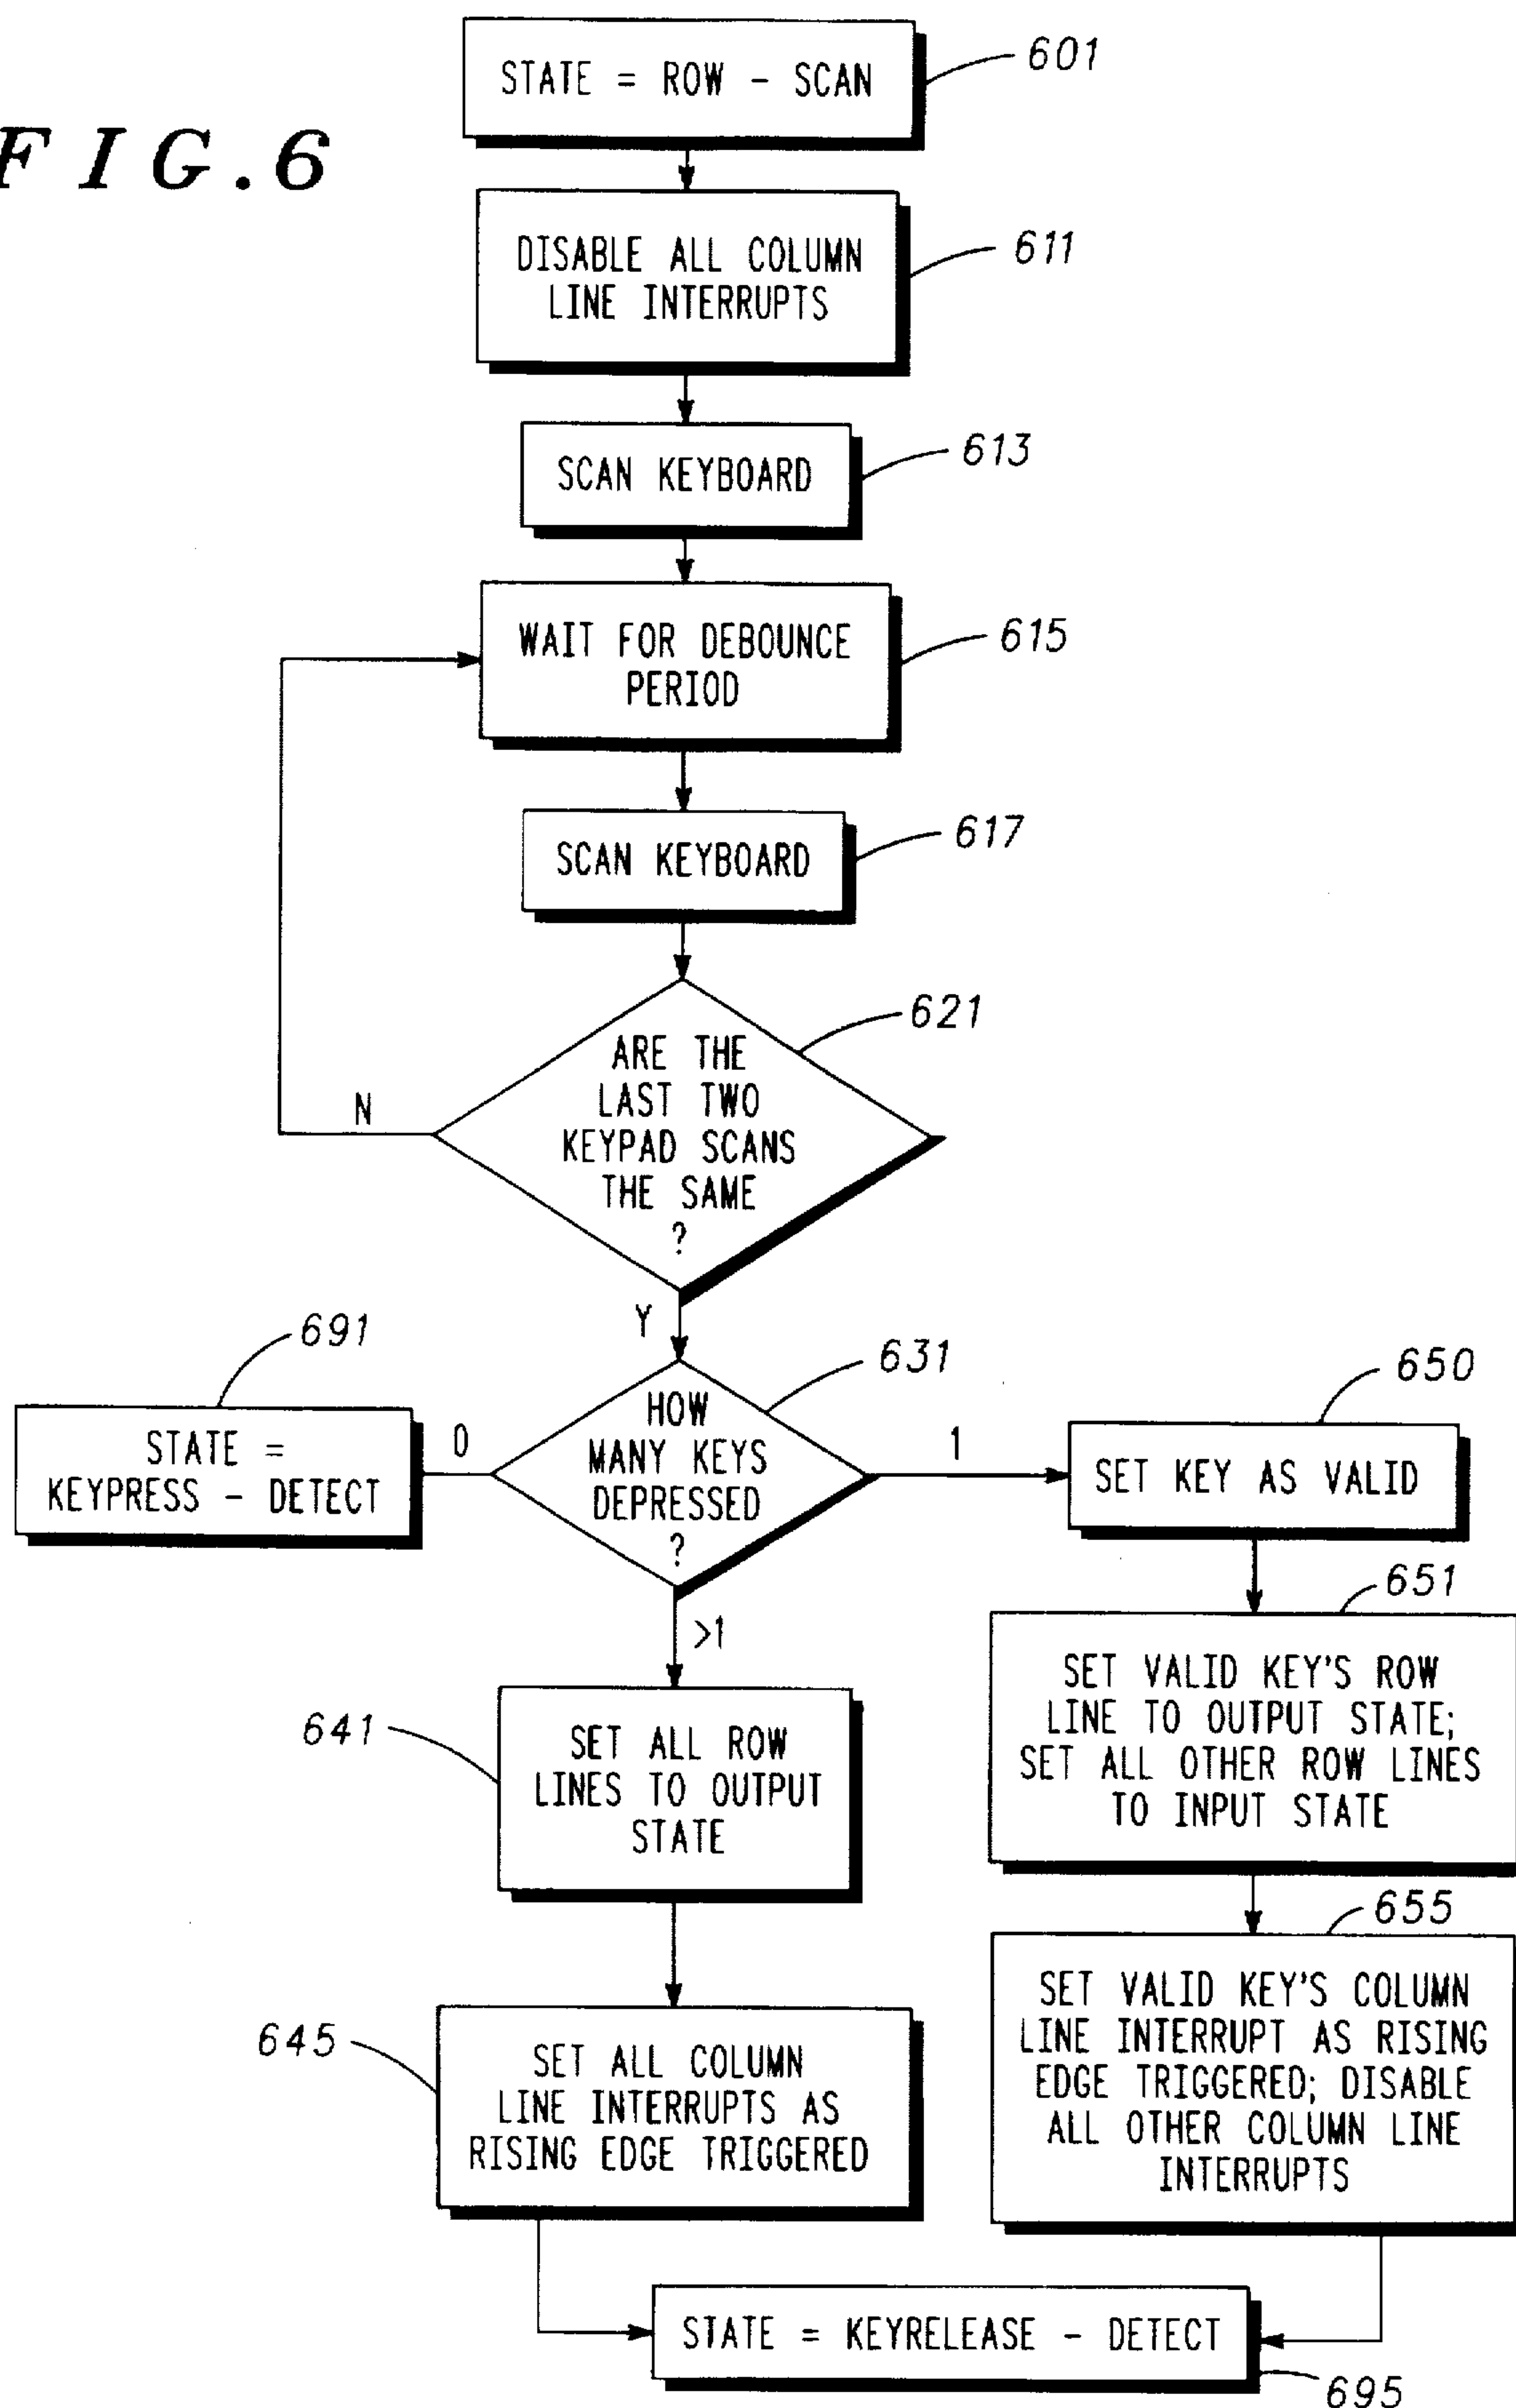 FIG.6
STATE = ROW - SCAN
601
DISABLE ALL COLUMN
LINE INTERRUPTS
611
SCAN KEYBOARD
613
WAIT FOR DEBOUNCE
PERIOD
615
SCAN KEYBOARD
617
ARE THE
LAST TWO
KEYPAD SCANS
THE SAME
?
621
N
Y
691
STATE =
KEYPRESS - DETECT
0
HOW
MANY KEYS
DEPRESSED
?
631
1
>1
650
SET KEY AS VALID
651
SET VALID KEY'S ROW
LINE TO OUTPUT STATE;
SET ALL OTHER ROW LINES
TO INPUT STATE
641
SET ALL ROW
LINES TO OUTPUT
STATE
655
SET VALID KEY'S COLUMN
LINE INTERRUPT AS RISING
EDGE TRIGGERED; DISABLE
ALL OTHER COLUMN LINE
INTERRUPTS
645
SET ALL COLUMN
LINE INTERRUPTS AS
RISING EDGE TRIGGERED
STATE = KEYRELEASE - DETECT
695